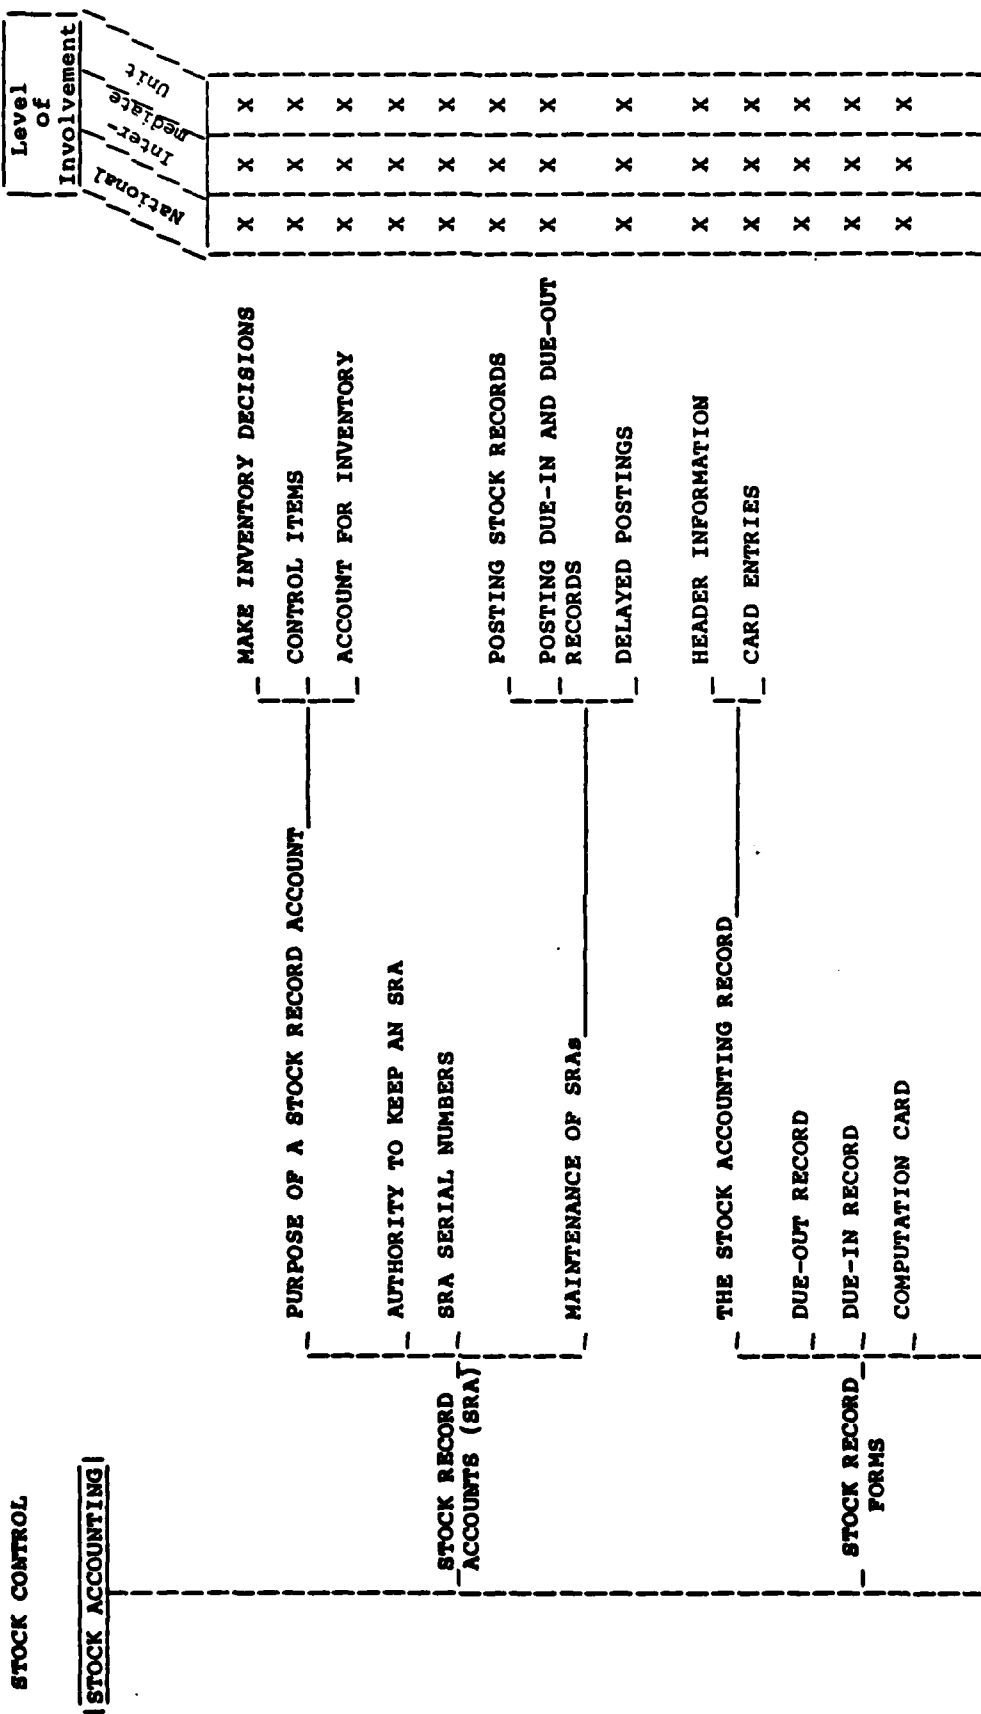 STOCK CONTROL
Level
of
Involvement
STOCK ACCOUNTING
National
Inter-
mediate
Unit
MAKE INVENTORY DECISIONS X X X
PURPOSE OF A STOCK RECORD ACCOUNT CONTROL ITEMS X X X
ACCOUNT FOR INVENTORY X X X
AUTHORITY TO KEEP AN SRA X X X
STOCK RECORD SRA SERIAL NUMBERS X X X
ACCOUNTS (SRA)
POSTING STOCK RECORDS X X X
POSTING DUE-IN AND DUE-OUT X X X
MAINTENANCE OF SRAs RECORDS
DELAYED POSTINGS X X X
HEADER INFORMATION X X X
THE STOCK ACCOUNTING RECORD
CARD ENTRIES X X X
DUE-OUT RECORD X X X
STOCK RECORD DUE-IN RECORD X X X
FORMS
COMPUTATION CARD X X X